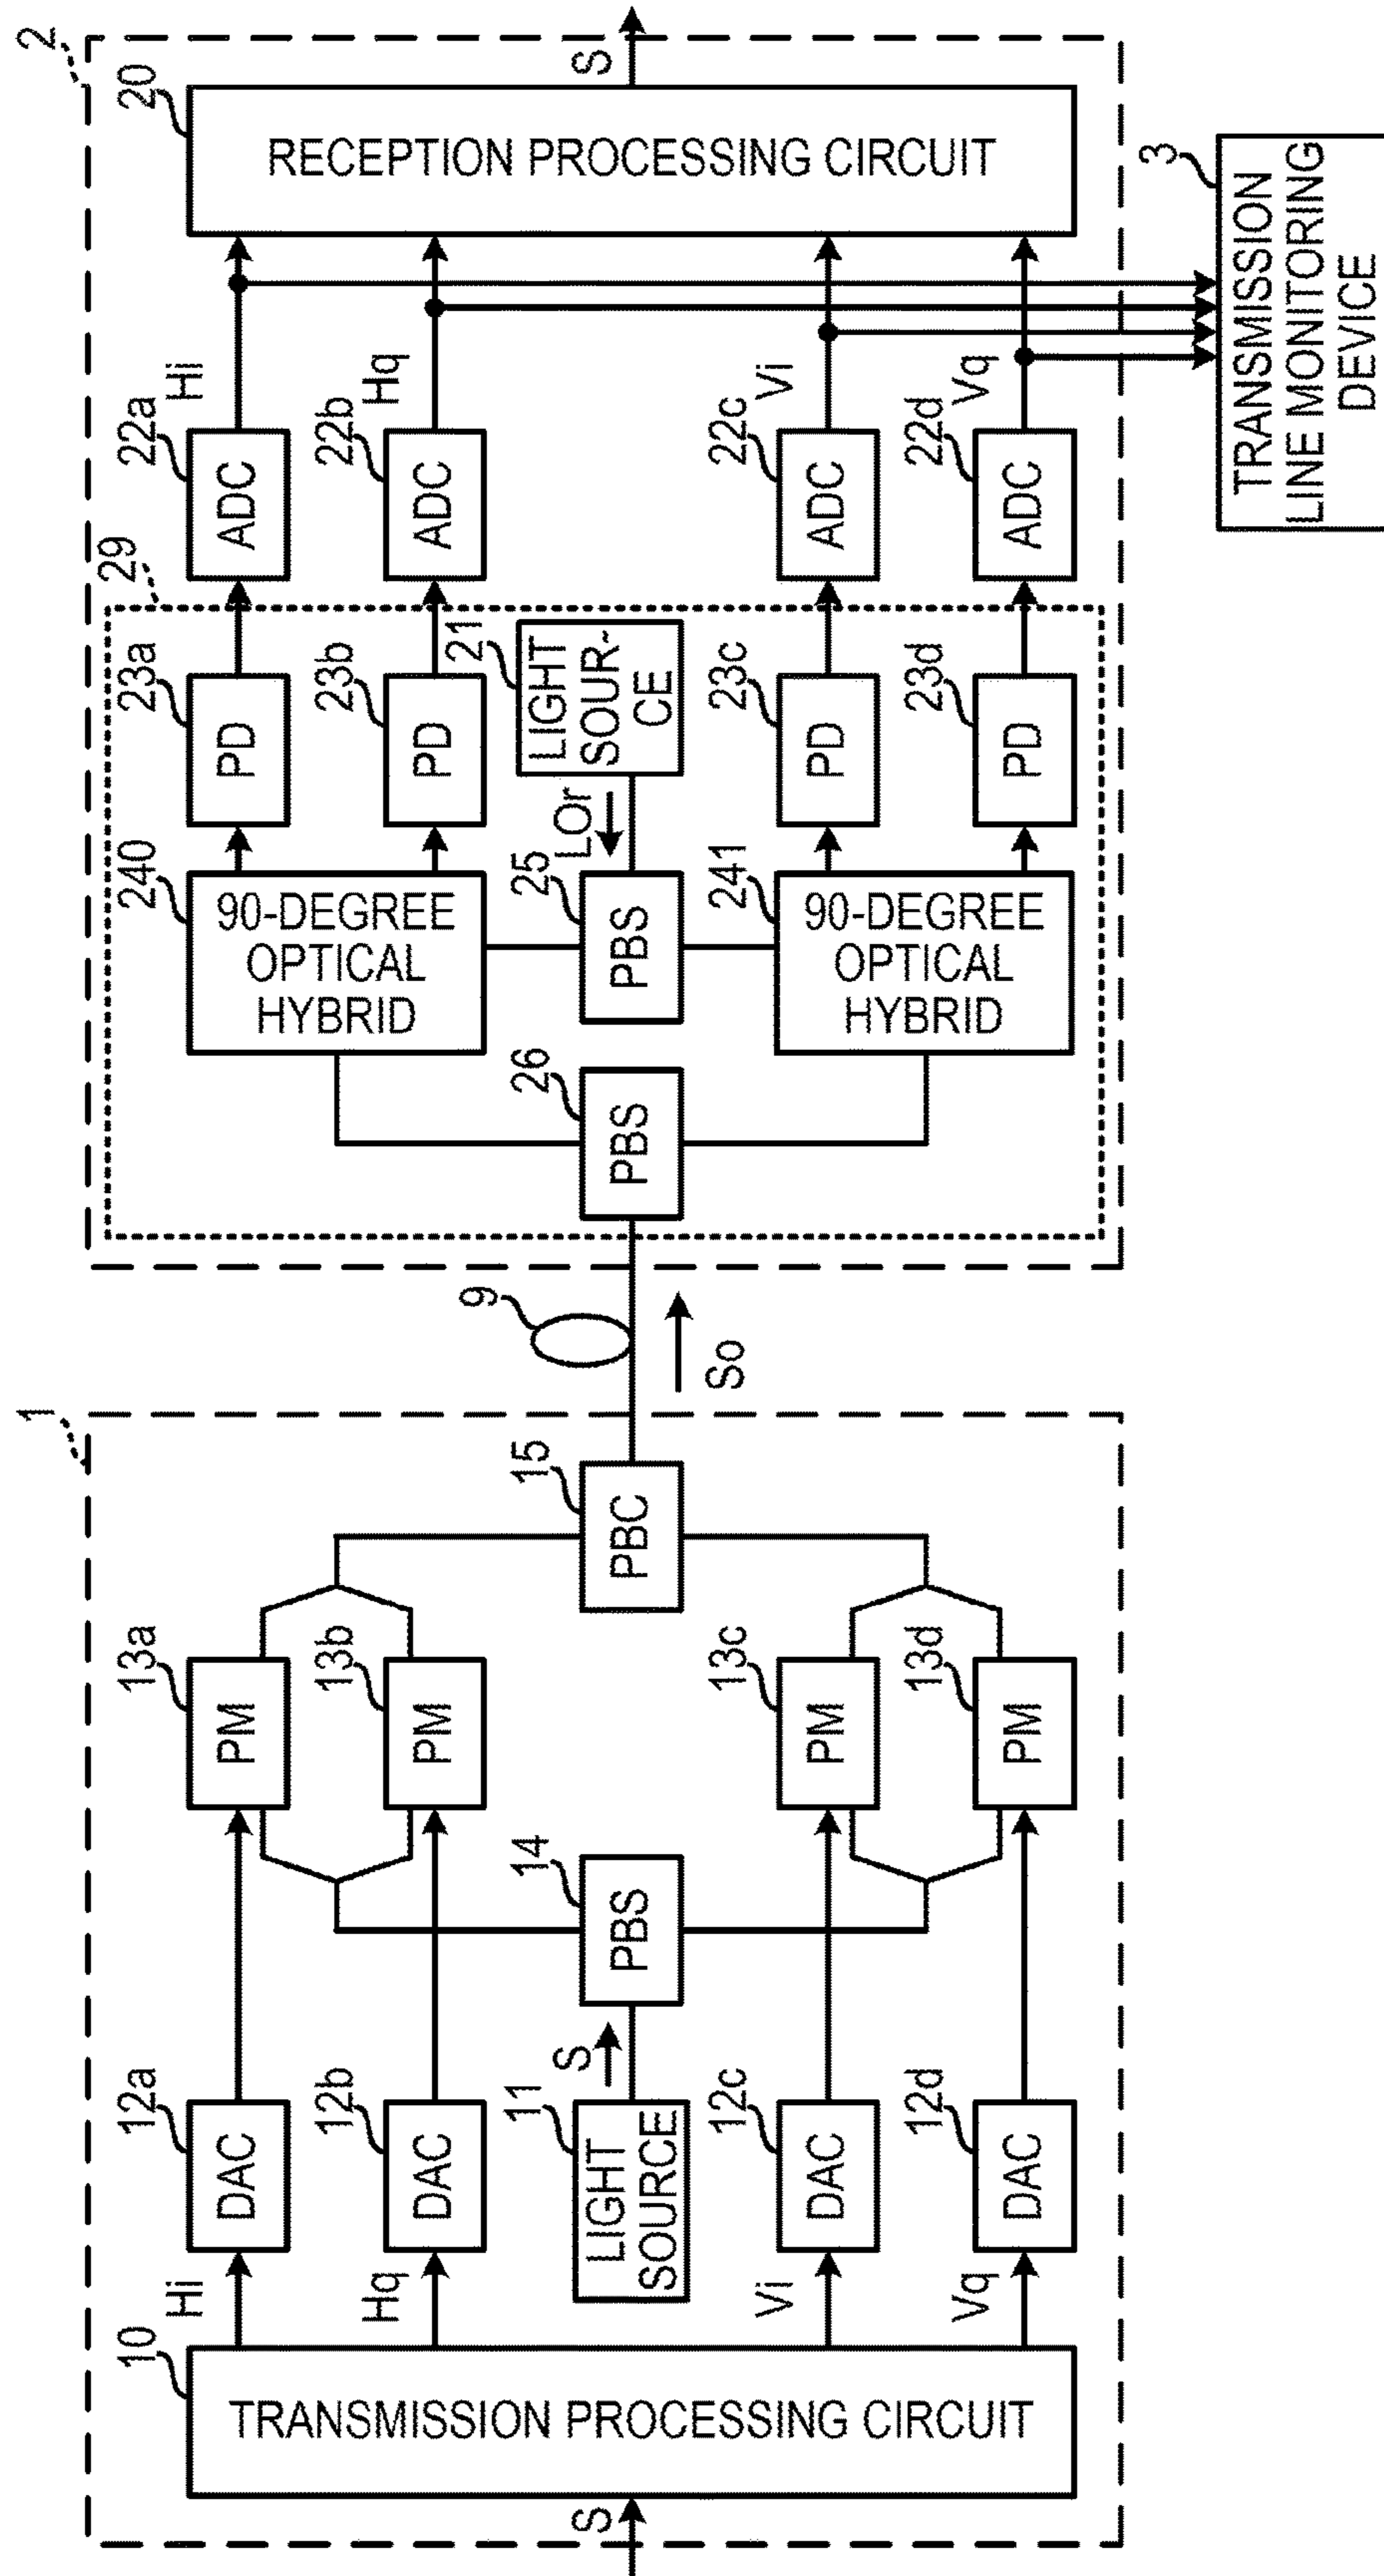 1
S
10
TRANSMISSION PROCESSING CIRCUIT
Hi
Hq
Vi
Vq
12a
DAC
12b
DAC
11
LIGHT
SOURCE
S
12c
DAC
12d
DAC
14
PBS
13a
PM
13b
PM
13c
PM
13d
PM
15
PBC
9
So
2
29
26
PBS
240
90-DEGREE
OPTICAL
HYBRID
25
PBS
241
90-DEGREE
OPTICAL
HYBRID
LOr
21
LIGHT
SOUR-
CE
23a
PD
23b
PD
23c
PD
23d
PD
22a
ADC
22b
ADC
22c
ADC
22d
ADC
Hi
Hq
Vi
Vq
20
RECEPTION PROCESSING CIRCUIT
S
3
TRANSMISSION
LINE MONITORING
DEVICE